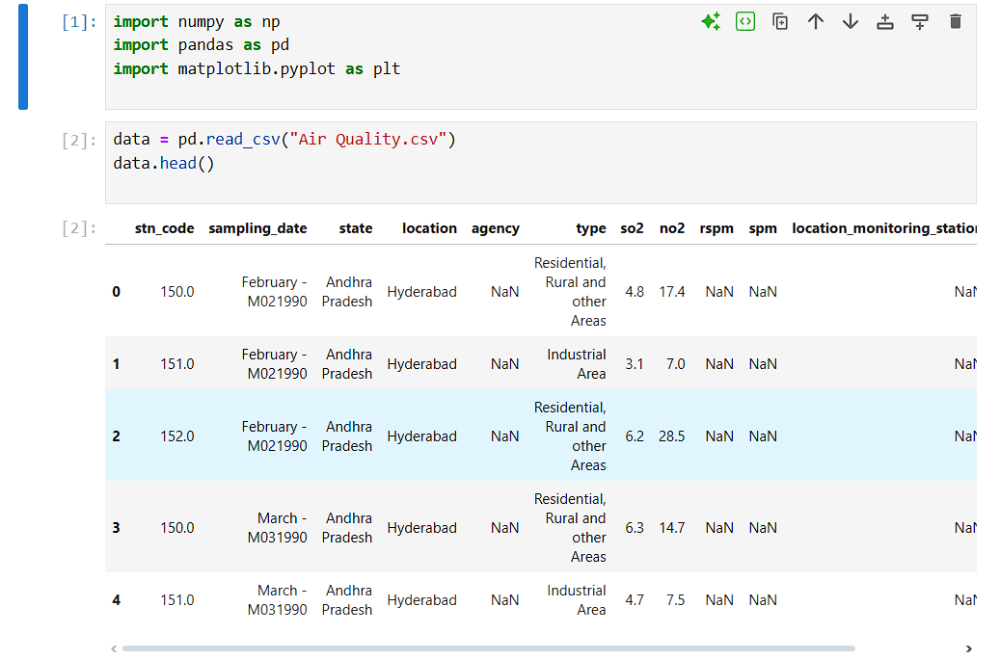 [1]: import numpy as np
import pandas as pd
import matplotlib.pyplot as plt
[2]: data = pd.read_csv("Air Quality.csv")
data.head()
[2]: stn_code sampling_date state location agency type so2 no2 rspm spm location_monitoring_station
0 150.0 February - M021990 Andhra Pradesh Hyderabad NaN Residential, Rural and other Areas 4.8 17.4 NaN NaN NaN
1 151.0 February - M021990 Andhra Pradesh Hyderabad NaN Industrial Area 3.1 7.0 NaN NaN NaN
2 152.0 February - M021990 Andhra Pradesh Hyderabad NaN Residential, Rural and other Areas 6.2 28.5 NaN NaN NaN
3 150.0 March - M031990 Andhra Pradesh Hyderabad NaN Residential, Rural and other Areas 6.3 14.7 NaN NaN NaN
4 151.0 March - M031990 Andhra Pradesh Hyderabad NaN Industrial Area 4.7 7.5 NaN NaN NaN